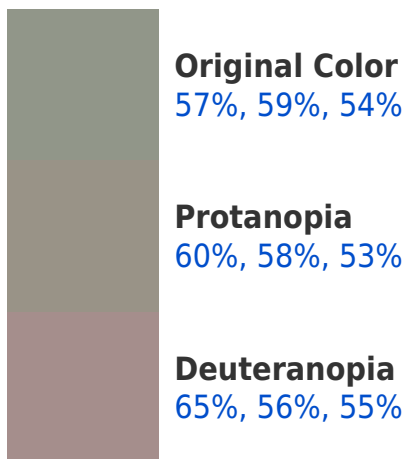 Original Color
57%, 59%, 54%
Protanopia
60%, 58%, 53%
Deuteranopia
65%, 56%, 55%